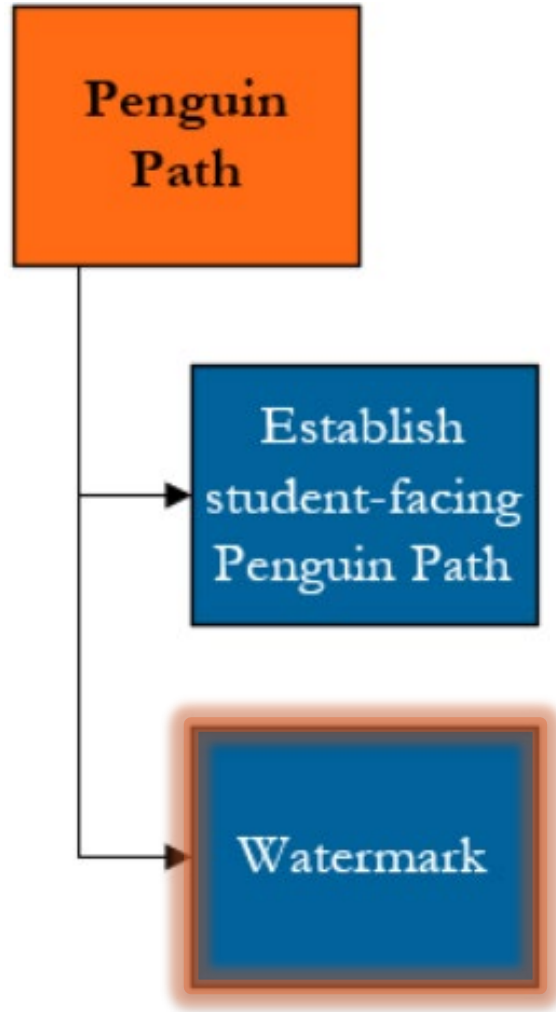 Penguin
Path
Establish
student-facing
Penguin Path
Watermark